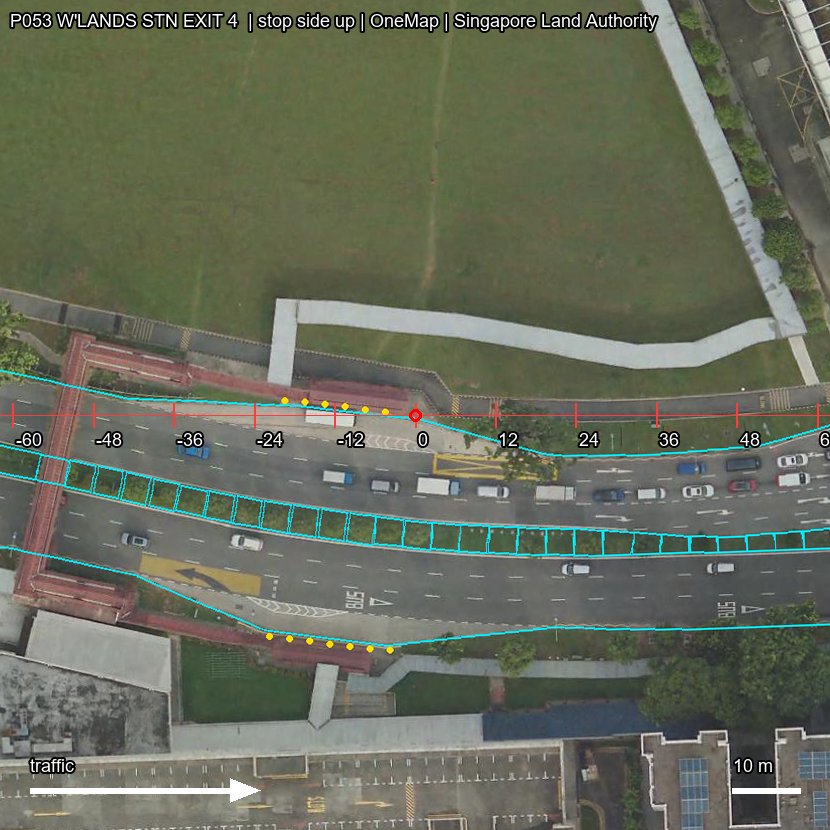 P053 W'LANDS STN EXIT 4 | stop side up | OneMap | Singapore Land Authority
-60 -48 -36 -24 -12 0 12 24 36 48 6
BUS
BUS
traffic
10 m